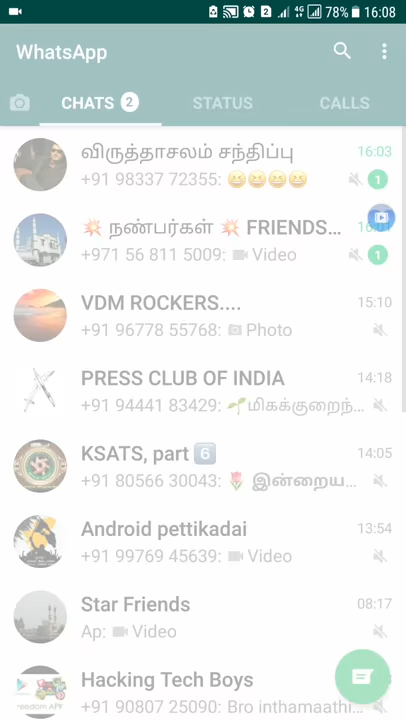 2 4G 78% 16:08
WhatsApp
CHATS 2 STATUS CALLS
விருத்தாசலம் சந்திப்பு 16:03
+91 98337 72355: 😆😆😆😆 1
💥 நண்பர்கள் 💥 FRIENDS...
+971 56 811 5009: Video 1
VDM ROCKERS.... 15:10
+91 96778 55768: Photo
PRESS CLUB OF INDIA 14:18
+91 94441 83429: 🌱மிகக்குறைந்...
KSATS, part 6️⃣ 14:05
+91 80566 30043: 🌷 இன்றைய...
Android pettikadai 13:54
+91 99769 45639: Video
Star Friends 08:17
Ap: Video
Hacking Tech Boys
+91 90807 25090: Bro inthamaathi...